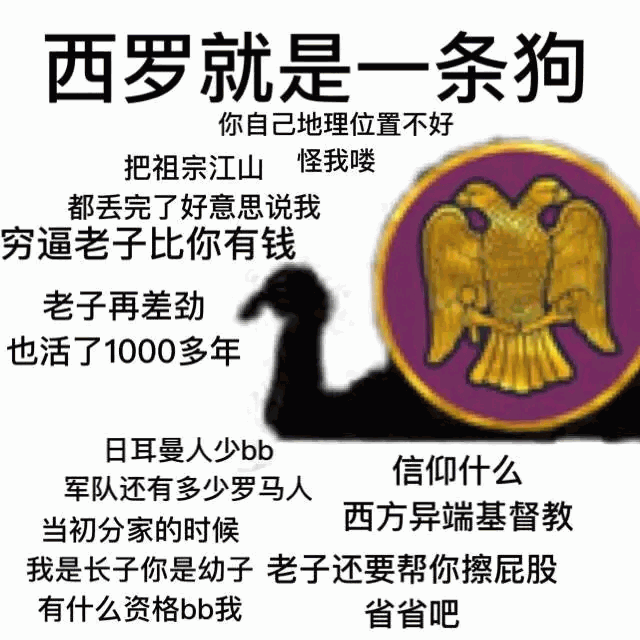 西罗就是一条狗
你自己地理位置不好
怪我喽
把祖宗江山
都丢完了好意思说我
穷逼老子比你有钱
老子再差劲
也活了1000多年
日耳曼人少bb
军队还有多少罗马人
当初分家的时候
我是长子你是幼子
有什么资格bb我
信仰什么
西方异端基督教
老子还要帮你擦屁股
省省吧